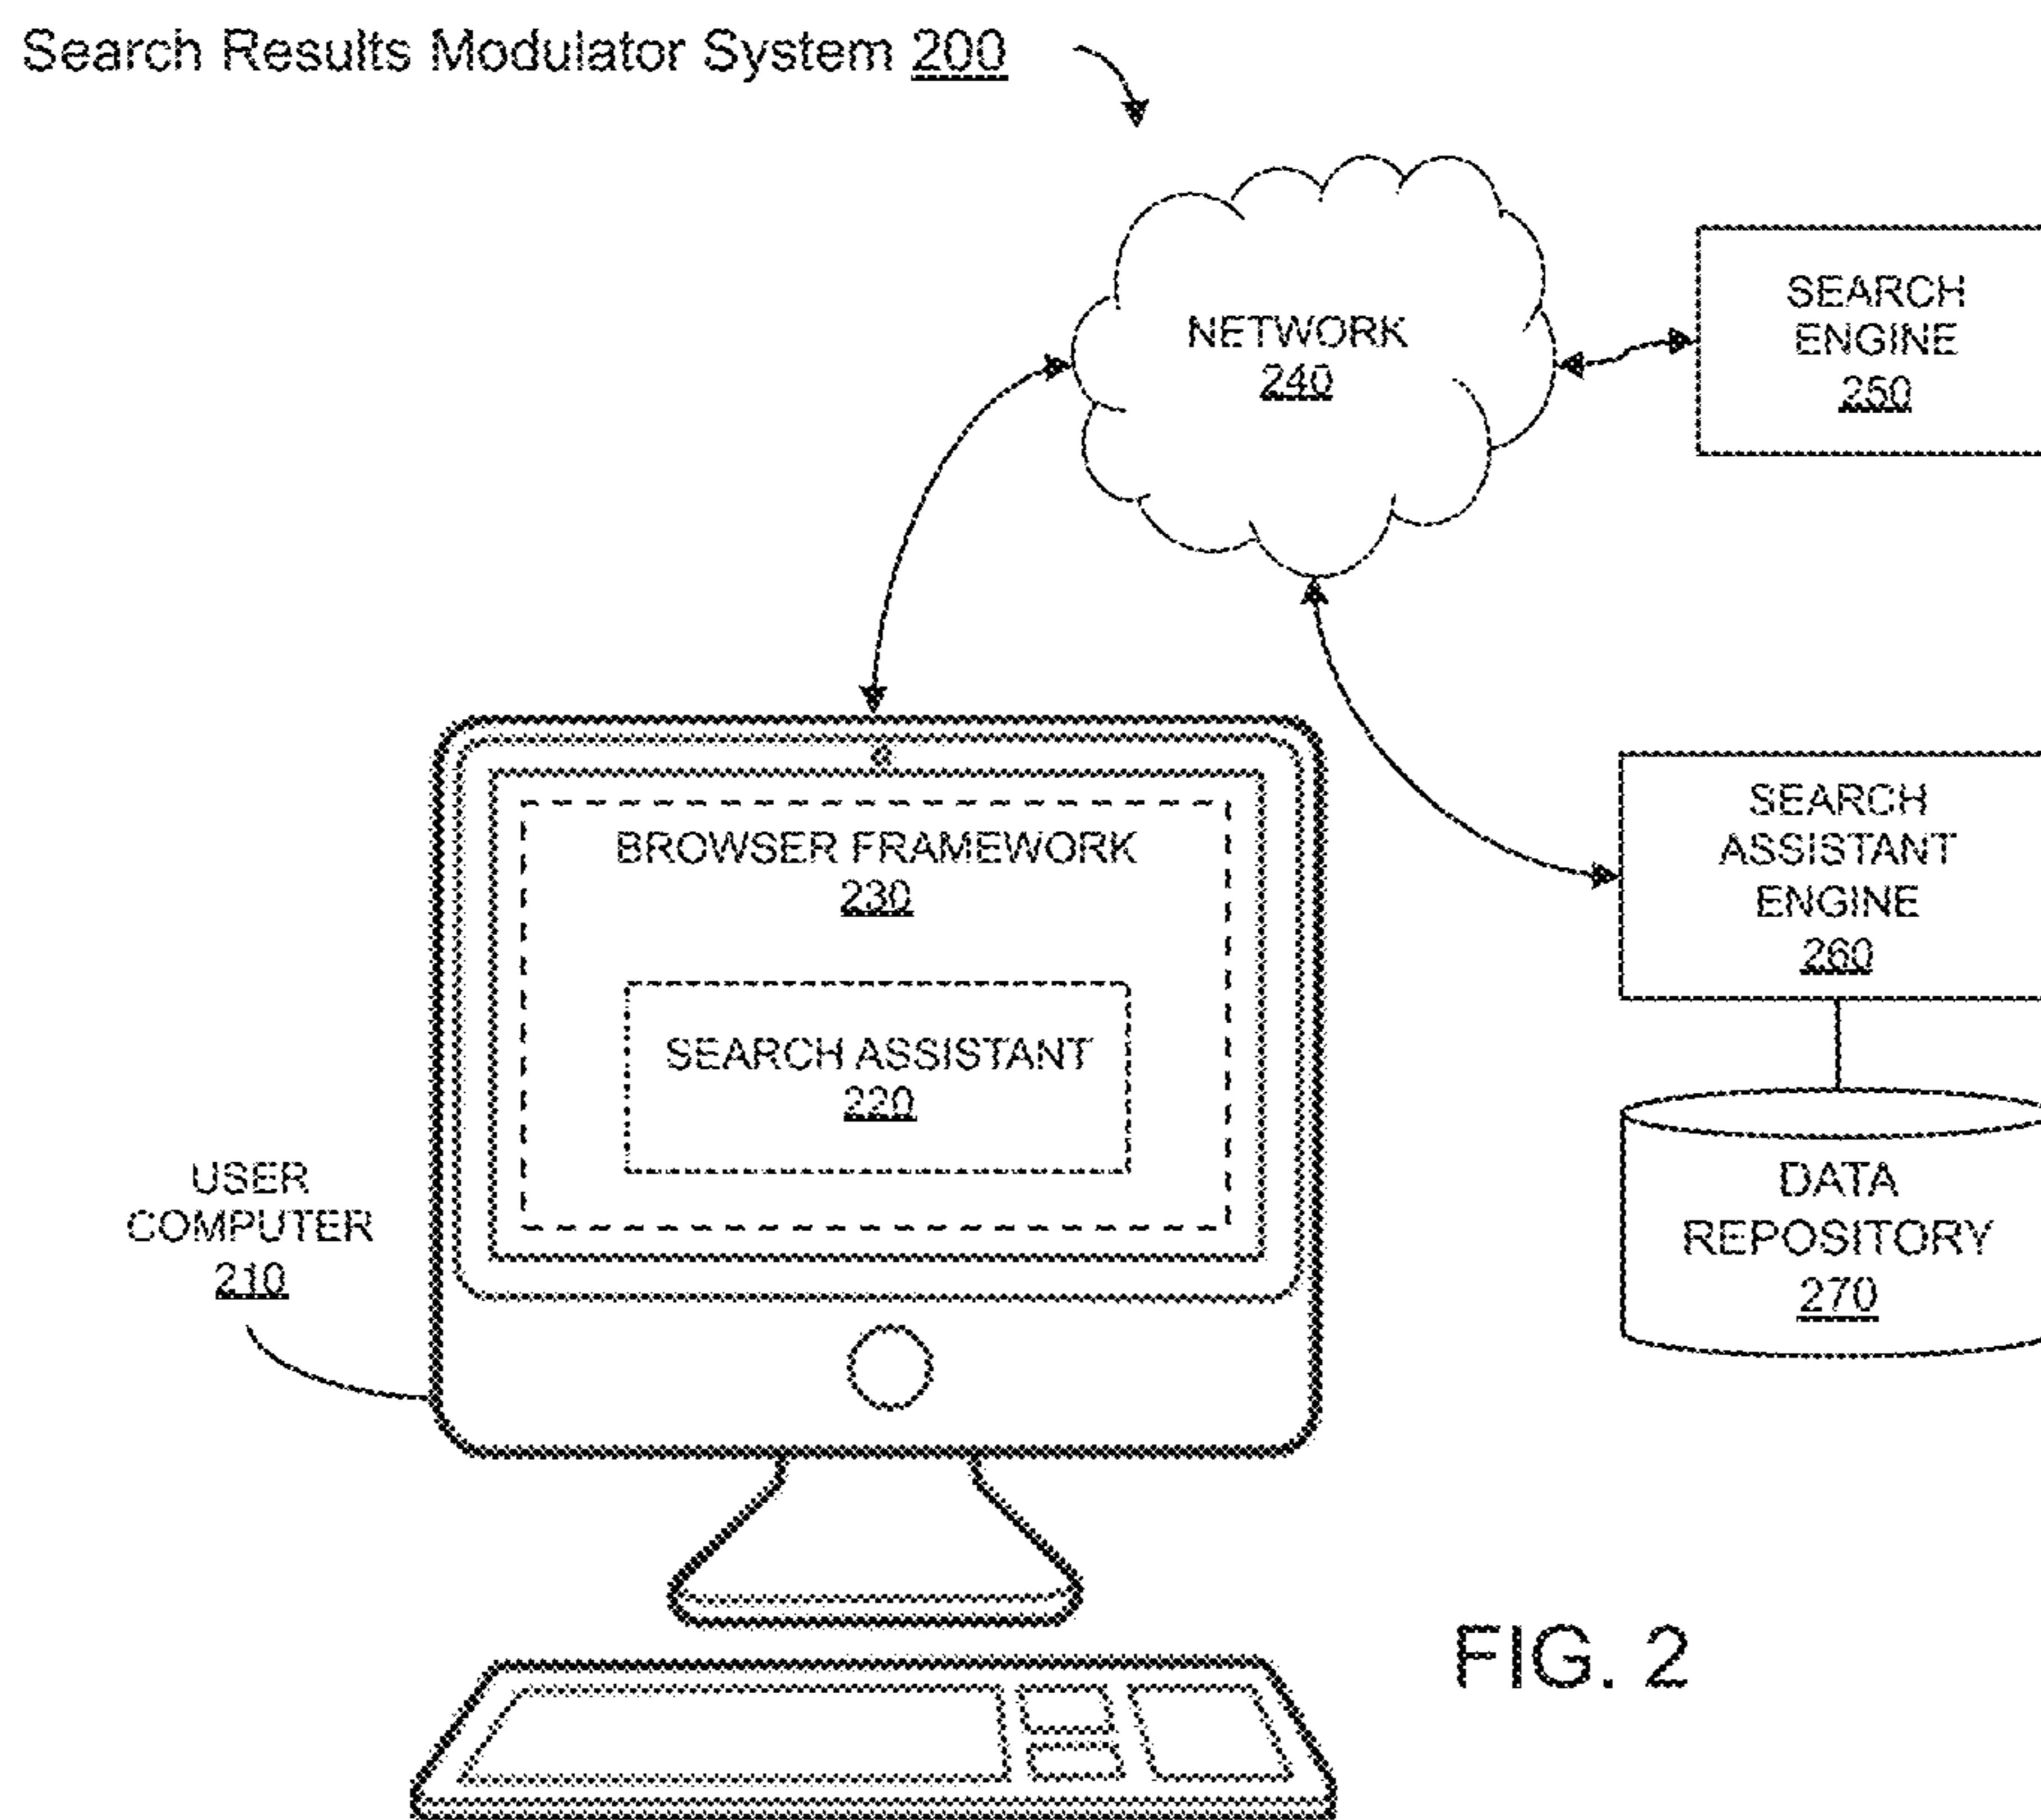 Search Results Modulator System 200
NETWORK
240
SEARCH
ENGINE
250
BROWSER FRAMEWORK
230
SEARCH ASSISTANT
220
SEARCH
ASSISTANT
ENGINE
260
USER
COMPUTER
210
DATA
REPOSITORY
270
FIG. 2